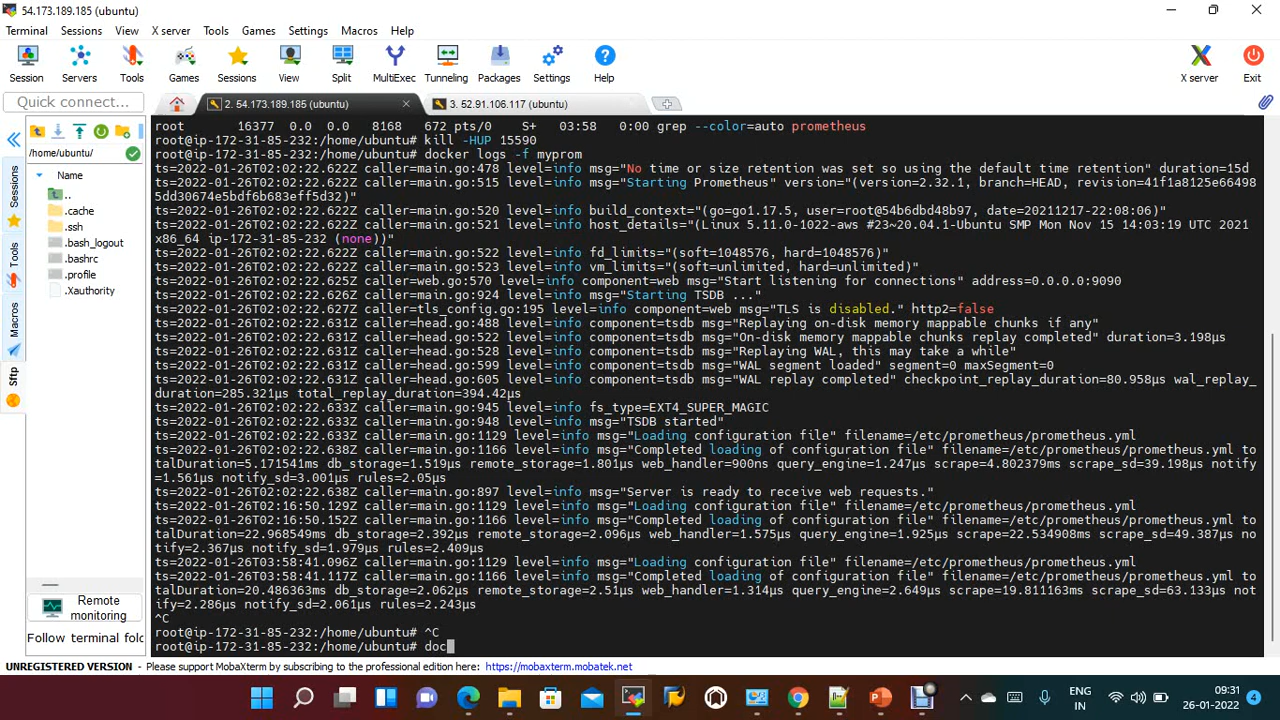 54.173.189.185 (ubuntu)
Terminal Sessions View X server Tools Games Settings Macros Help
Session Servers Tools Games Sessions View Split MultiExec Tunneling Packages Settings Help X server Exit
Quick connect...
2. 54.173.189.185 (ubuntu)
3. 52.91.106.117 (ubuntu)
/home/ubuntu/
Name
..
.cache
.ssh
.bash_logout
.bashrc
.profile
.Xauthority
Sessions
Tools
Macros
Sftp
Remote
monitoring
Follow terminal fold
root 16377 0.0 0.0 8168 672 pts/0 S+ 03:58 0:00 grep --color=auto prometheus
root@ip-172-31-85-232:/home/ubuntu# kill -HUP 15590
root@ip-172-31-85-232:/home/ubuntu# docker logs -f myprom
ts=2022-01-26T02:02:22.622Z caller=main.go:478 level=info msg="No time or size retention was set so using the default time retention" duration=15d
ts=2022-01-26T02:02:22.622Z caller=main.go:515 level=info msg="Starting Prometheus" version="(version=2.32.1, branch=HEAD, revision=41f1a8125e66498
5dd30674e5bdf6b683eff5d32)"
ts=2022-01-26T02:02:22.622Z caller=main.go:520 level=info build_context="(go=go1.17.5, user=root@54b6dbd48b97, date=20211217-22:08:06)"
ts=2022-01-26T02:02:22.622Z caller=main.go:521 level=info host_details="(Linux 5.11.0-1022-aws #23~20.04.1-Ubuntu SMP Mon Nov 15 14:03:19 UTC 2021
x86_64 ip-172-31-85-232 (none))"
ts=2022-01-26T02:02:22.622Z caller=main.go:522 level=info fd_limits="(soft=1048576, hard=1048576)"
ts=2022-01-26T02:02:22.622Z caller=main.go:523 level=info vm_limits="(soft=unlimited, hard=unlimited)"
ts=2022-01-26T02:02:22.625Z caller=web.go:570 level=info component=web msg="Start listening for connections" address=0.0.0.0:9090
ts=2022-01-26T02:02:22.626Z caller=main.go:924 level=info msg="Starting TSDB ..."
ts=2022-01-26T02:02:22.627Z caller=tls_config.go:195 level=info component=web msg="TLS is disabled." http2=false
ts=2022-01-26T02:02:22.631Z caller=head.go:488 level=info component=tsdb msg="Replaying on-disk memory mappable chunks if any"
ts=2022-01-26T02:02:22.631Z caller=head.go:522 level=info component=tsdb msg="On-disk memory mappable chunks replay completed" duration=3.198µs
ts=2022-01-26T02:02:22.631Z caller=head.go:528 level=info component=tsdb msg="Replaying WAL, this may take a while"
ts=2022-01-26T02:02:22.631Z caller=head.go:599 level=info component=tsdb msg="WAL segment loaded" segment=0 maxSegment=0
ts=2022-01-26T02:02:22.631Z caller=head.go:605 level=info component=tsdb msg="WAL replay completed" checkpoint_replay_duration=80.958µs wal_replay_
duration=285.321µs total_replay_duration=394.42µs
ts=2022-01-26T02:02:22.633Z caller=main.go:945 level=info fs_type=EXT4_SUPER_MAGIC
ts=2022-01-26T02:02:22.633Z caller=main.go:948 level=info msg="TSDB started"
ts=2022-01-26T02:02:22.633Z caller=main.go:1129 level=info msg="Loading configuration file" filename=/etc/prometheus/prometheus.yml
ts=2022-01-26T02:02:22.638Z caller=main.go:1166 level=info msg="Completed loading of configuration file" filename=/etc/prometheus/prometheus.yml to
talDuration=5.171541ms db_storage=1.519µs remote_storage=1.801µs web_handler=900ns query_engine=1.247µs scrape=4.802379ms scrape_sd=39.198µs notify
=1.561µs notify_sd=3.001µs rules=2.05µs
ts=2022-01-26T02:02:22.638Z caller=main.go:897 level=info msg="Server is ready to receive web requests."
ts=2022-01-26T02:16:50.129Z caller=main.go:1129 level=info msg="Loading configuration file" filename=/etc/prometheus/prometheus.yml
ts=2022-01-26T02:16:50.152Z caller=main.go:1166 level=info msg="Completed loading of configuration file" filename=/etc/prometheus/prometheus.yml to
talDuration=22.968549ms db_storage=2.392µs remote_storage=2.096µs web_handler=1.575µs query_engine=1.925µs scrape=22.534908ms scrape_sd=49.387µs no
tify=2.367µs notify_sd=1.979µs rules=2.409µs
ts=2022-01-26T03:58:41.096Z caller=main.go:1129 level=info msg="Loading configuration file" filename=/etc/prometheus/prometheus.yml
ts=2022-01-26T03:58:41.117Z caller=main.go:1166 level=info msg="Completed loading of configuration file" filename=/etc/prometheus/prometheus.yml to
talDuration=20.486363ms db_storage=2.062µs remote_storage=2.51µs web_handler=1.314µs query_engine=2.649µs scrape=19.811163ms scrape_sd=63.133µs not
ify=2.286µs notify_sd=2.061µs rules=2.243µs
^C
root@ip-172-31-85-232:/home/ubuntu# ^C
root@ip-172-31-85-232:/home/ubuntu# doc
UNREGISTERED VERSION - Please support MobaXterm by subscribing to the professional edition here: https://mobaxterm.mobatek.net
ENG
IN
09:31
26-01-2022
4